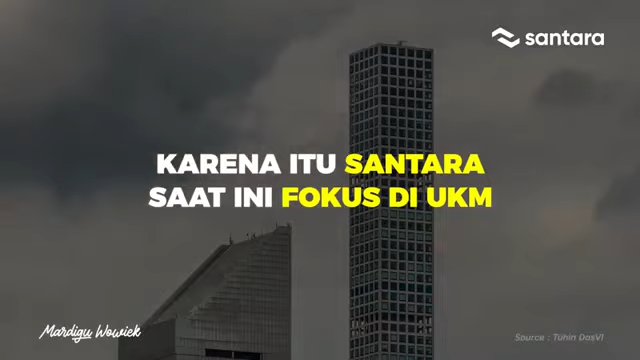 santara
KARENA ITU SANTARA
SAAT INI FOKUS DI UKM
Mardigu Wowiek
Source : Tuhin DasVI